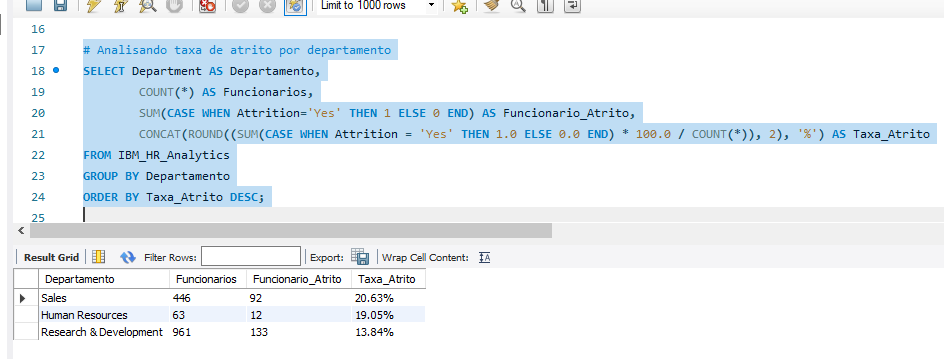 Limit to 1000 rows
16
17 # Analisando taxa de atrito por departamento
18 SELECT Department AS Departamento,
19 COUNT(*) AS Funcionarios,
20 SUM(CASE WHEN Attrition='Yes' THEN 1 ELSE 0 END) AS Funcionario_Atrito,
21 CONCAT(ROUND((SUM(CASE WHEN Attrition = 'Yes' THEN 1.0 ELSE 0.0 END) * 100.0 / COUNT(*)), 2), '%') AS Taxa_Atrito
22 FROM IBM_HR_Analytics
23 GROUP BY Departamento
24 ORDER BY Taxa_Atrito DESC;
25
Result Grid Filter Rows: Export: Wrap Cell Content: IA
Departamento Funcionarios Funcionario_Atrito Taxa_Atrito
Sales 446 92 20.63%
Human Resources 63 12 19.05%
Research & Development 961 133 13.84%